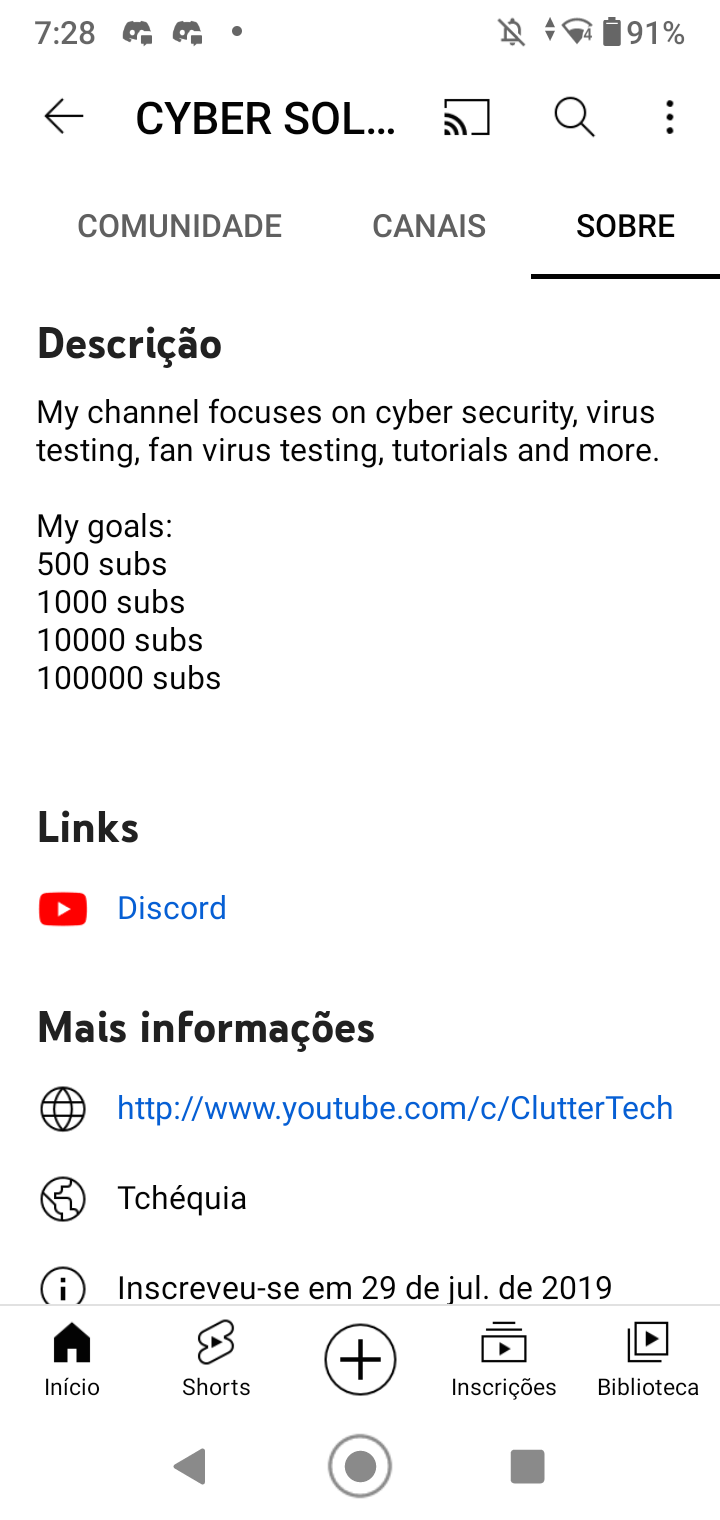 7:28
4
91%
CYBER SOL...
COMUNIDADE
CANAIS
SOBRE
Descrição
My channel focuses on cyber security, virus
testing, fan virus testing, tutorials and more.
My goals:
500 subs
1000 subs
10000 subs
100000 subs
Links
Discord
Mais informações
http://www.youtube.com/c/ClutterTech
Tchéquia
Inscreveu-se em 29 de jul. de 2019
Início
Shorts
Inscrições
Biblioteca